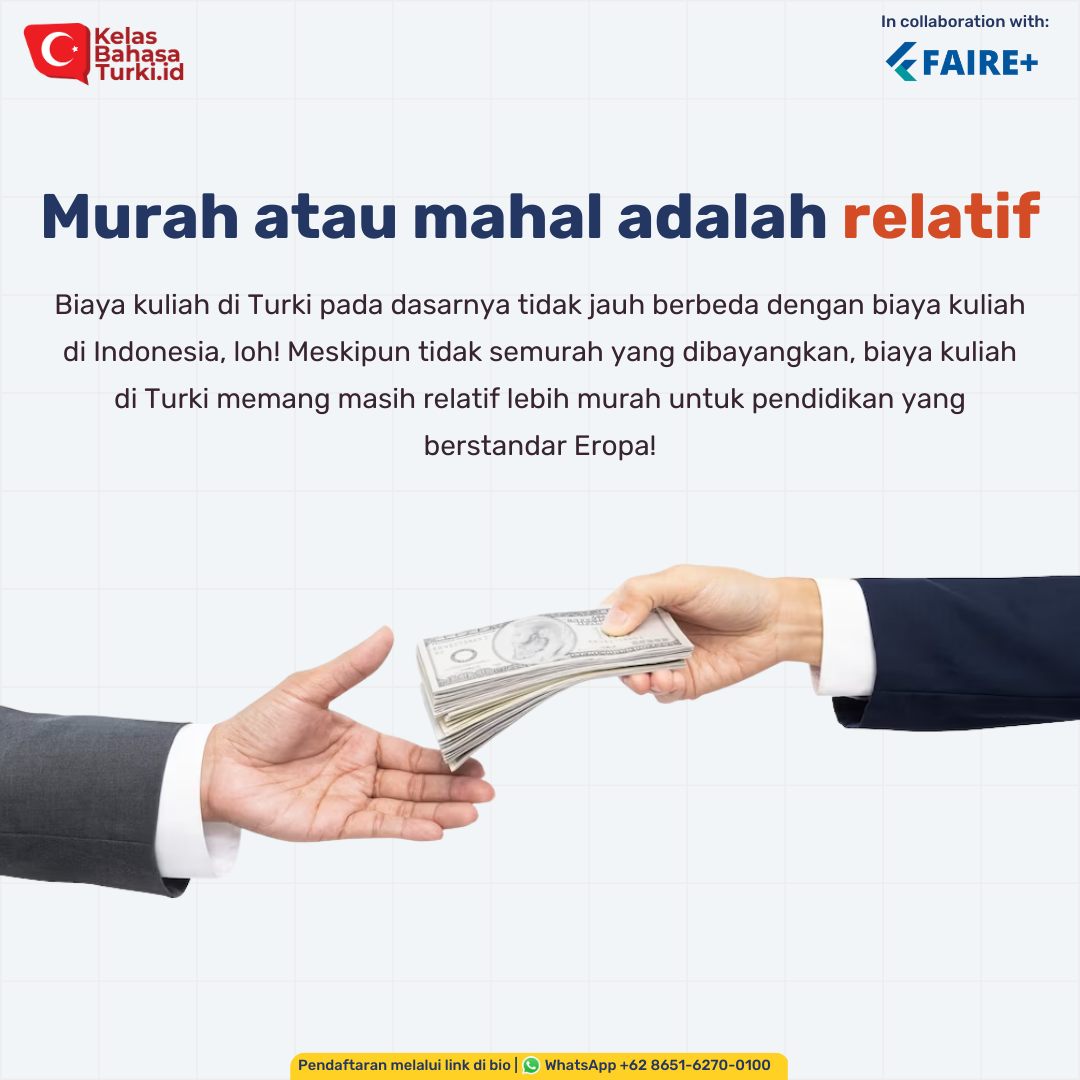 Kelas
Bahasa
Turki.id
In collaboration with:
FAIRE+
Murah atau mahal adalah relatif
Biaya kuliah di Turki pada dasarnya tidak jauh berbeda dengan biaya kuliah
di Indonesia, loh! Meskipun tidak semurah yang dibayangkan, biaya kuliah
di Turki memang masih relatif lebih murah untuk pendidikan yang
berstandar Eropa!
Pendaftaran melalui link di bio | WhatsApp +62 8651-6270-0100